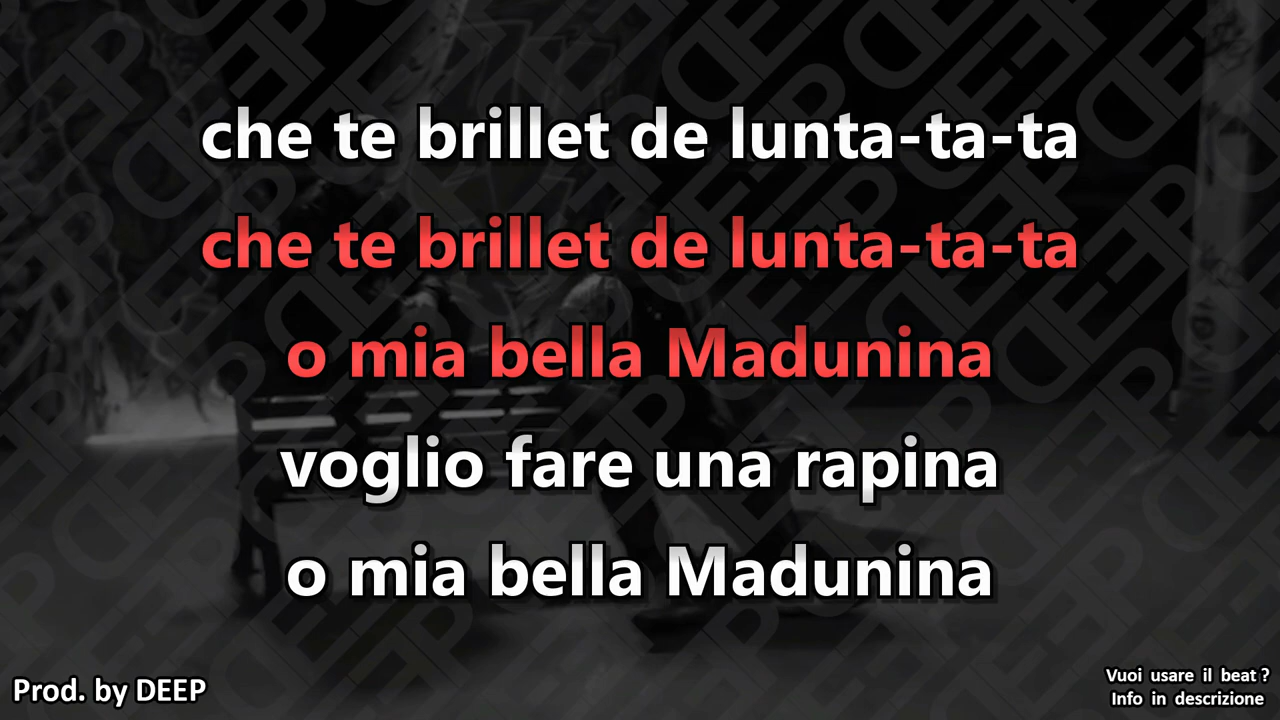 che te brillet de lunta-ta-ta
che te brillet de lunta-ta-ta
o mia bella Madunina
voglio fare una rapina
o mia bella Madunina
Prod. by DEEP
Vuoi usare il beat ?
Info in descrizione